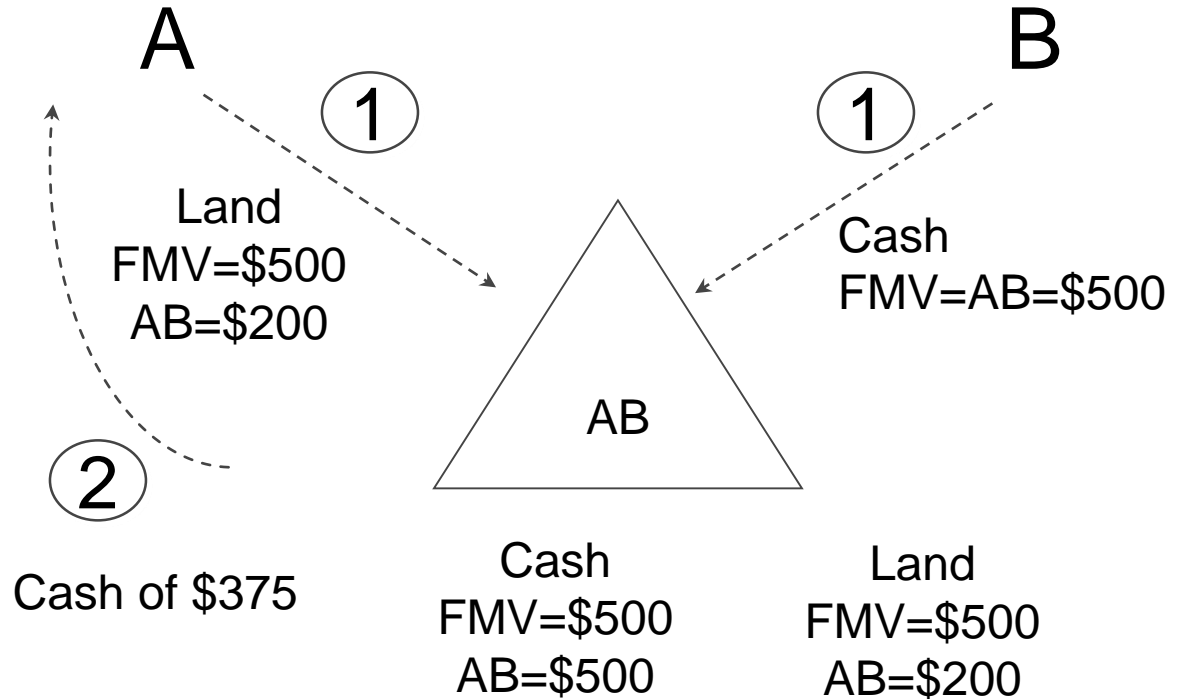 A
B
1
1
Land
FMV=$500
AB=$200
Cash
FMV=AB=$500
AB
2
Cash of $375
Cash
FMV=$500
AB=$500
Land
FMV=$500
AB=$200